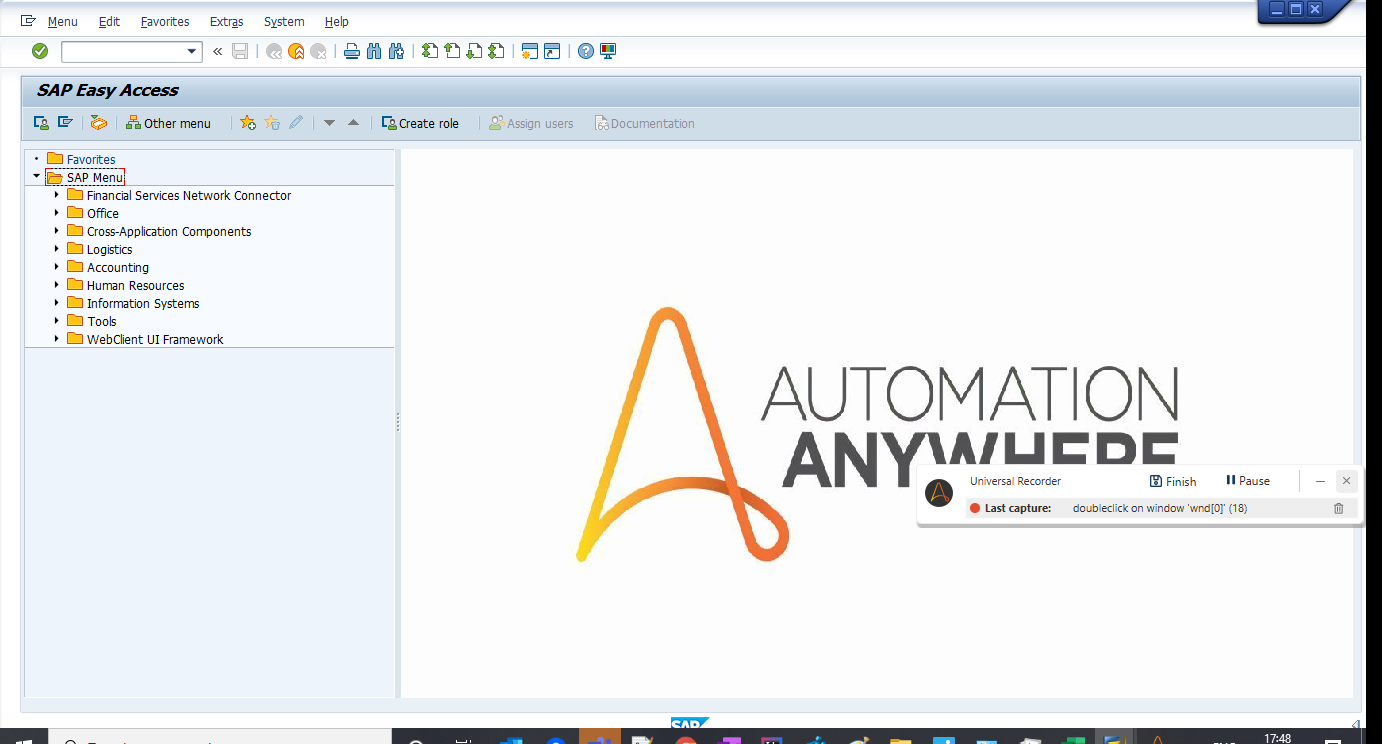 Menu Edit Favorites Extras System Help
SAP Easy Access
Other menu Create role Assign users Documentation
Favorites
SAP Menu
Financial Services Network Connector
Office
Cross-Application Components
Logistics
Accounting
Human Resources
Information Systems
Tools
WebClient UI Framework
AUTOMATION
ANYWHERE
Universal Recorder Finish Pause
Last capture: doubleclick on window 'wnd[0]' (18)
SAP
17:48